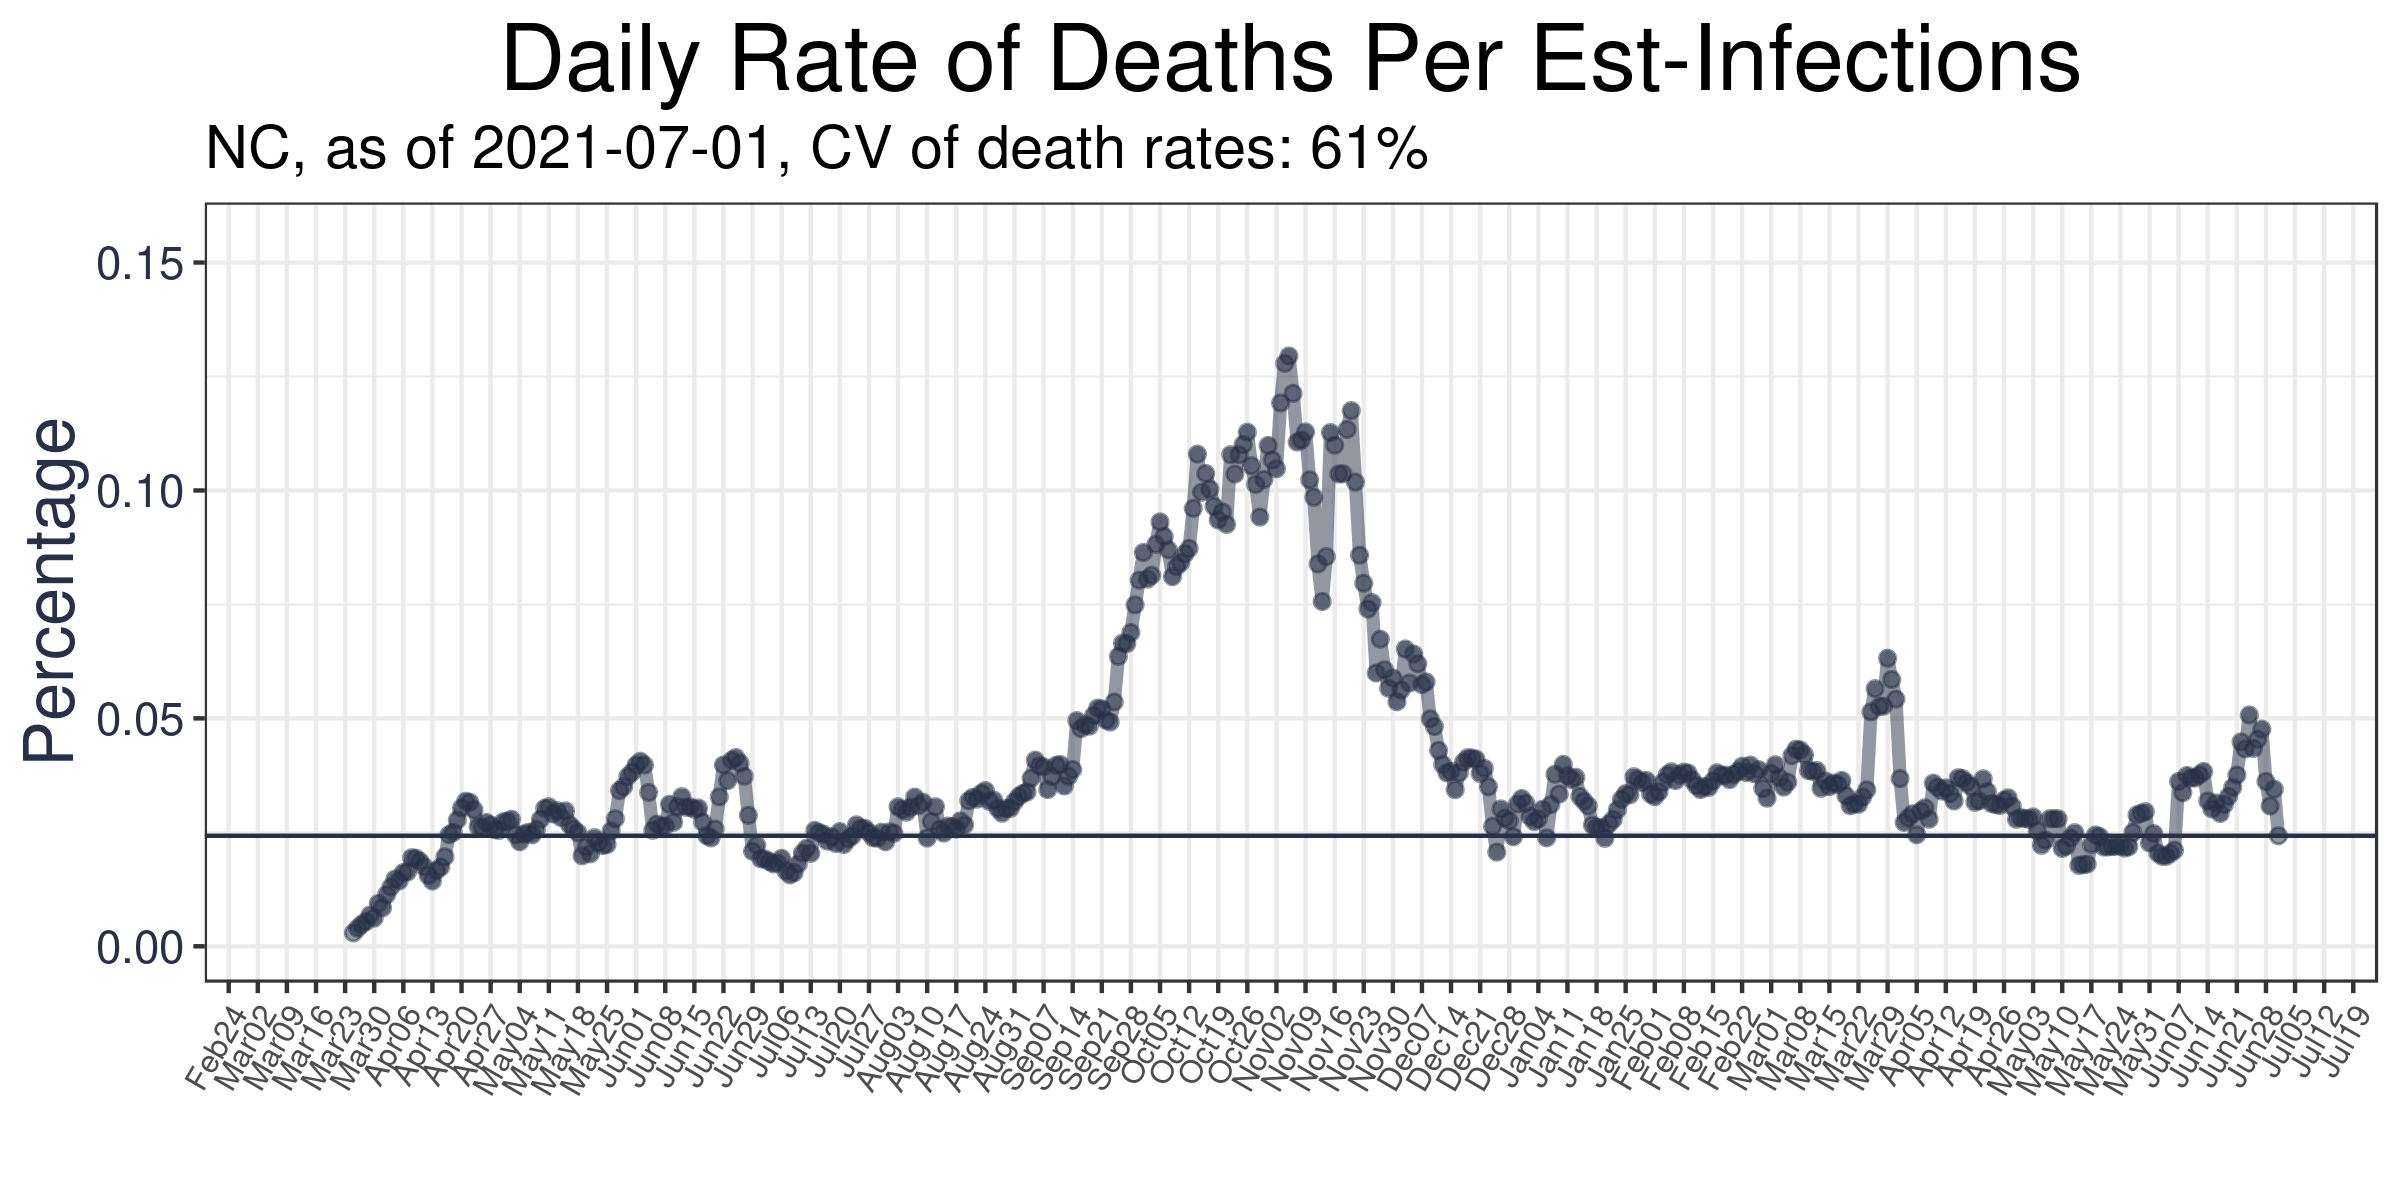 Daily Rate of Deaths Per Est-Infections
NC, as of 2021-07-01, CV of death rates: 61%
Percentage
0.15
0.10
0.05
0.00
Feb24
Mar02
Mar09
Mar16
Mar23
Mar30
Apr06
Apr13
Apr20
Apr27
May04
May11
May18
May25
Jun01
Jun08
Jun15
Jun22
Jun29
Jul06
Jul13
Jul20
Jul27
Aug03
Aug10
Aug17
Aug24
Aug31
Sep07
Sep14
Sep21
Sep28
Oct05
Oct12
Oct19
Oct26
Nov02
Nov09
Nov16
Nov23
Nov30
Dec07
Dec14
Dec21
Dec28
Jan04
Jan11
Jan18
Jan25
Feb01
Feb08
Feb15
Feb22
Mar01
Mar08
Mar15
Mar22
Mar29
Apr05
Apr12
Apr19
Apr26
May03
May10
May17
May24
May31
Jun07
Jun14
Jun21
Jun28
Jul05
Jul12
Jul19